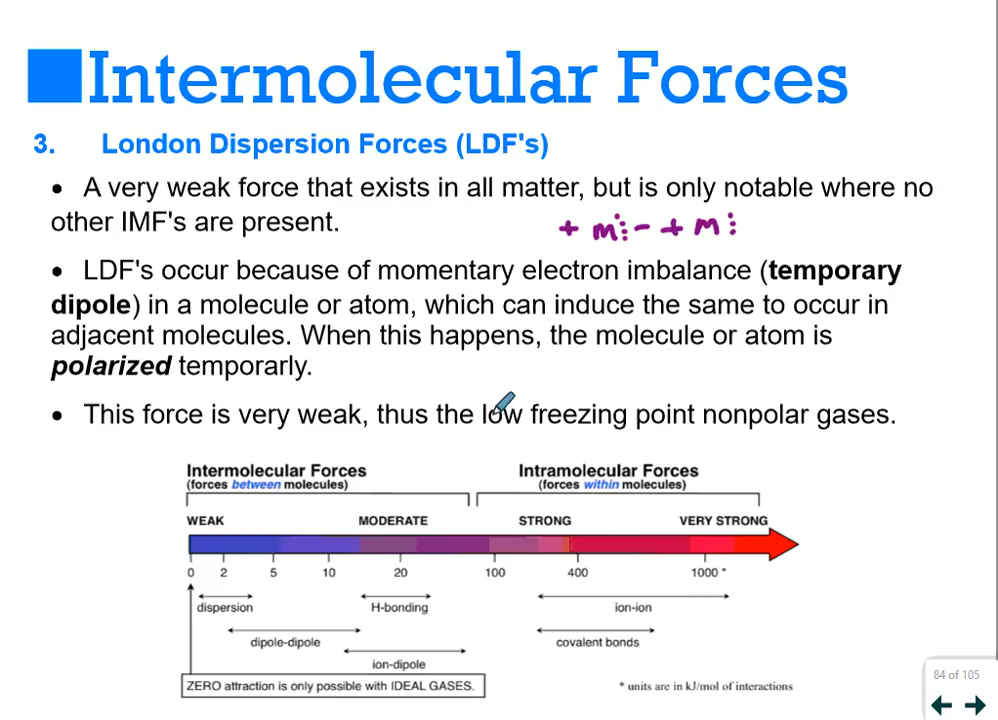 Intermolecular Forces
3. London Dispersion Forces (LDF's)
• A very weak force that exists in all matter, but is only notable where no
other IMF's are present.
+ m⋮- + m⋮
• LDF's occur because of momentary electron imbalance (temporary
dipole) in a molecule or atom, which can induce the same to occur in
adjacent molecules. When this happens, the molecule or atom is
polarized temporarly.
• This force is very weak, thus the low freezing point nonpolar gases.
Intermolecular Forces Intramolecular Forces
(forces between molecules) (forces within molecules)
WEAK MODERATE STRONG VERY STRONG
0 2 5 10 20 100 400 1000 *
dispersion H-bonding ion-ion
dipole-dipole covalent bonds
ion-dipole
ZERO attraction is only possible with IDEAL GASES. * units are in kJ/mol of interactions
84 of 105